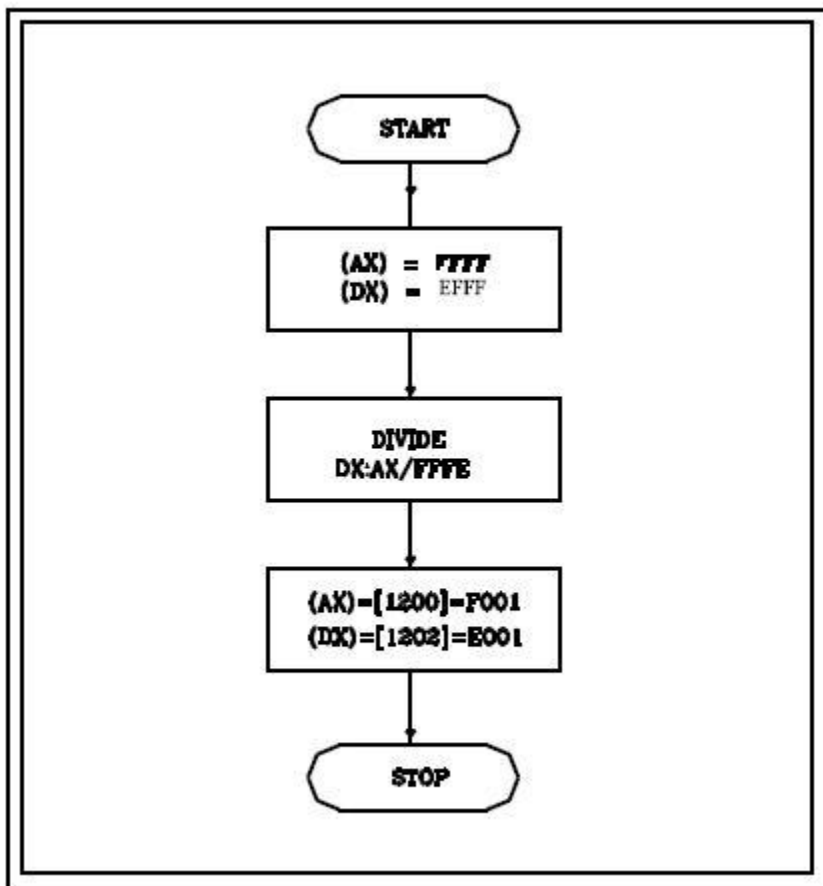 START
(AX) = FFFF
(DX) = EFFF
DIVIDE
DX:AX/FFFE
(AX)=[1200]=F001
(DX)=[1202]=E001
STOP